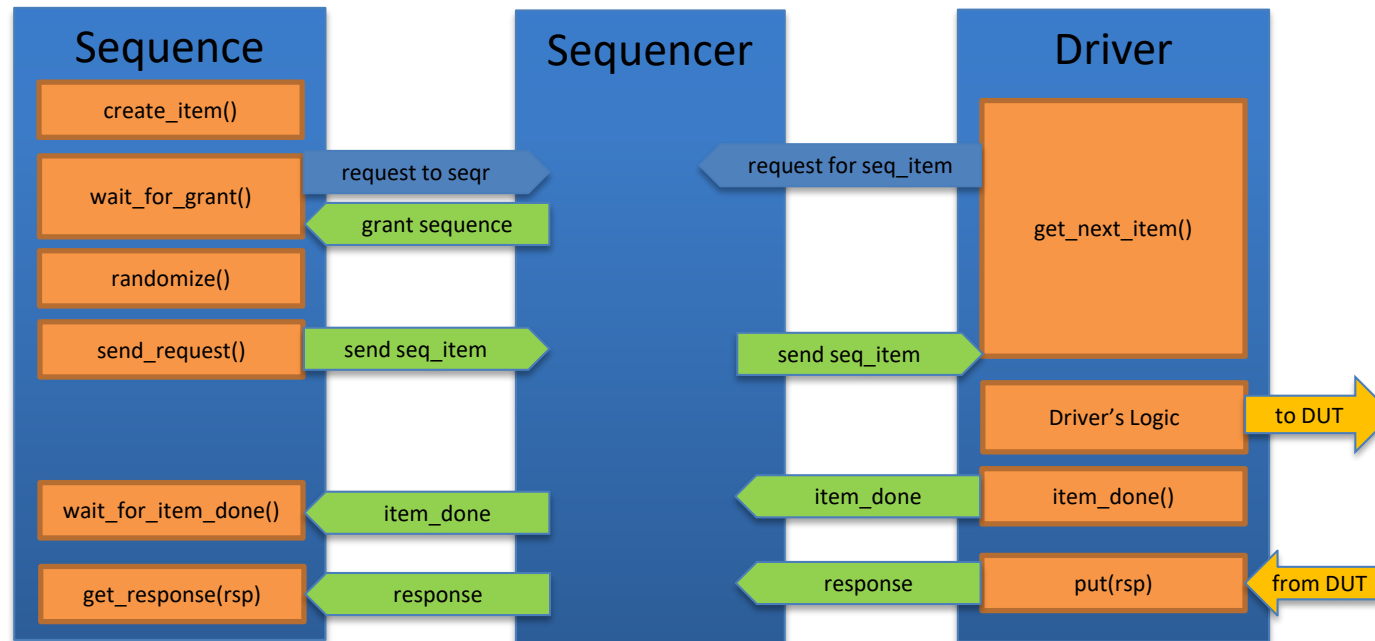 Sequence
Sequencer
Driver
create_item()
wait_for_grant()
request to seqr
request for seq_item
grant sequence
get_next_item()
randomize()
send_request()
send seq_item
send seq_item
Driver’s Logic
to DUT
wait_for_item_done()
item_done
item_done
item_done()
get_response(rsp)
response
response
put(rsp)
from DUT